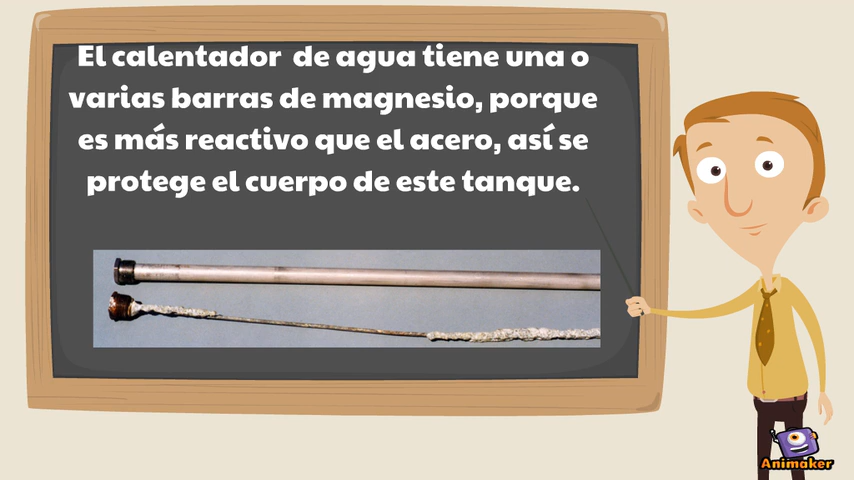 El calentador de agua tiene una o
varias barras de magnesio, porque
es más reactivo que el acero, así se
protege el cuerpo de este tanque.
Animaker